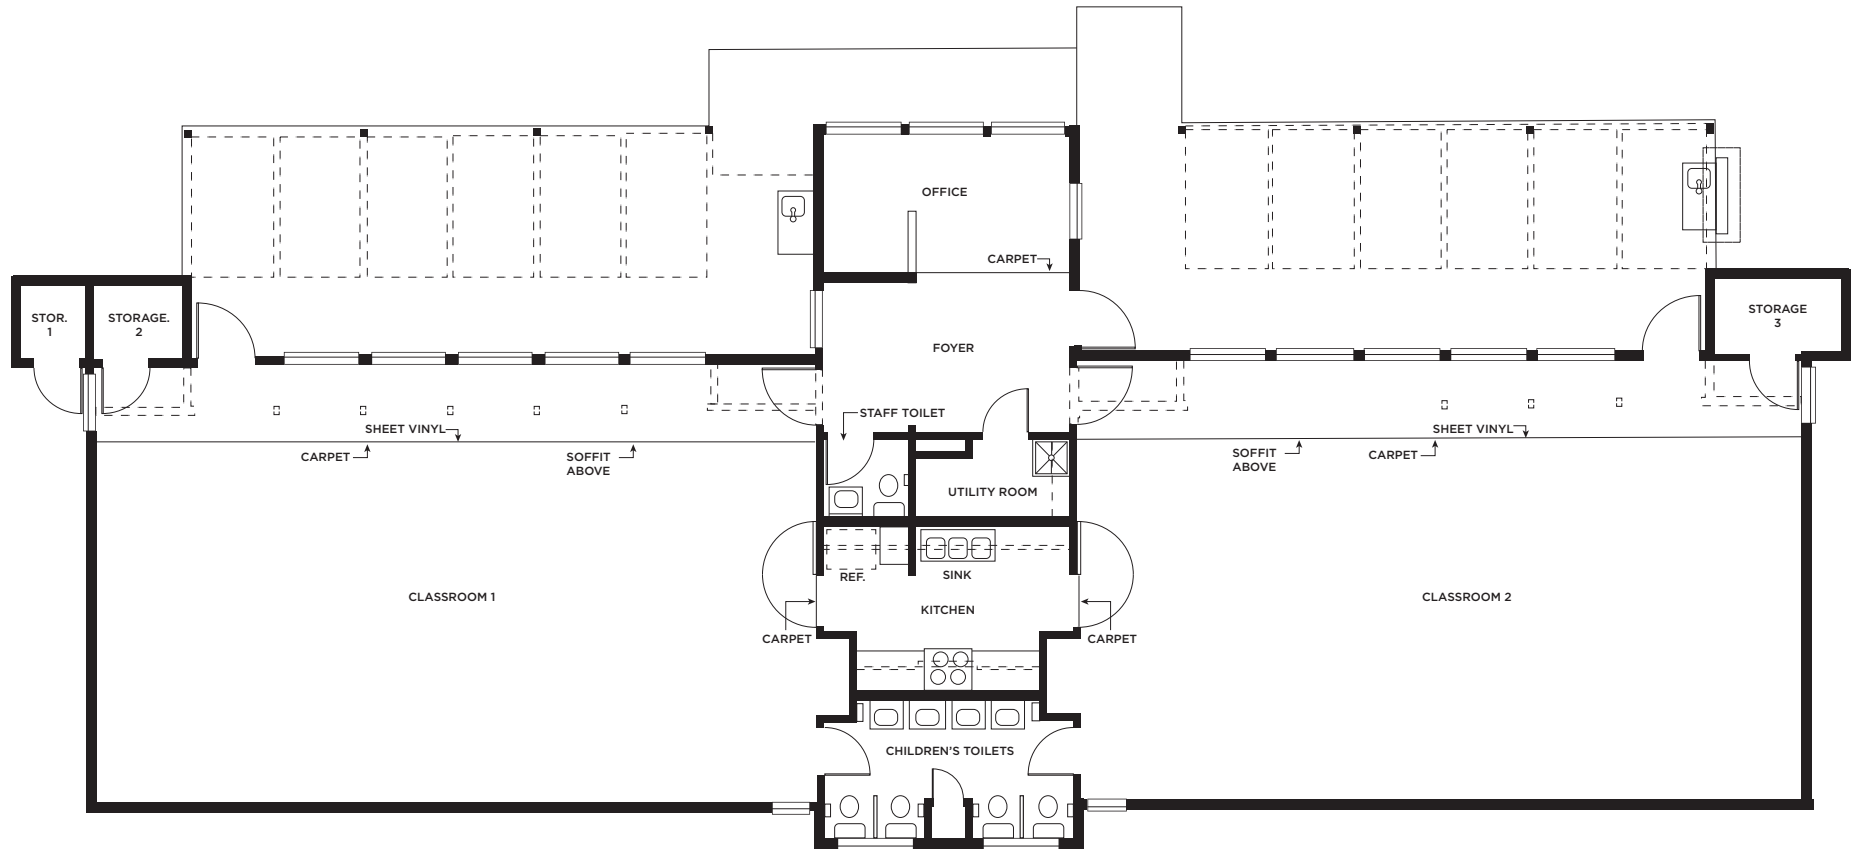 OFFICE
CARPET
STOR.
1
STORAGE.
2
STORAGE
3
FOYER
STAFF TOILET
SHEET VINYL
CARPET
SOFFIT
ABOVE
SHEET VINYL
SOFFIT
ABOVE
CARPET
UTILITY ROOM
REF.
SINK
CLASSROOM 1
KITCHEN
CLASSROOM 2
CARPET
CARPET
CHILDREN'S TOILETS